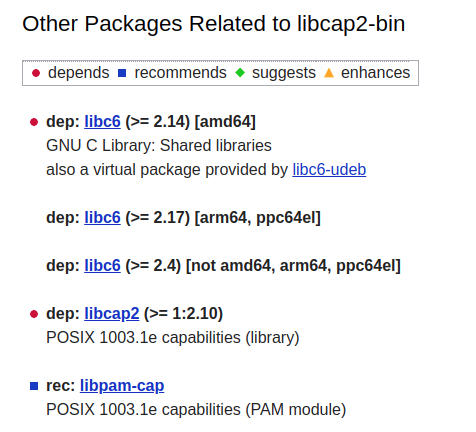 Other Packages Related to libcap2-bin
depends recommends suggests enhances
dep: libc6 (>= 2.14) [amd64]
GNU C Library: Shared libraries
also a virtual package provided by libc6-udeb
dep: libc6 (>= 2.17) [arm64, ppc64el]
dep: libc6 (>= 2.4) [not amd64, arm64, ppc64el]
dep: libcap2 (>= 1:2.10)
POSIX 1003.1e capabilities (library)
rec: libpam-cap
POSIX 1003.1e capabilities (PAM module)